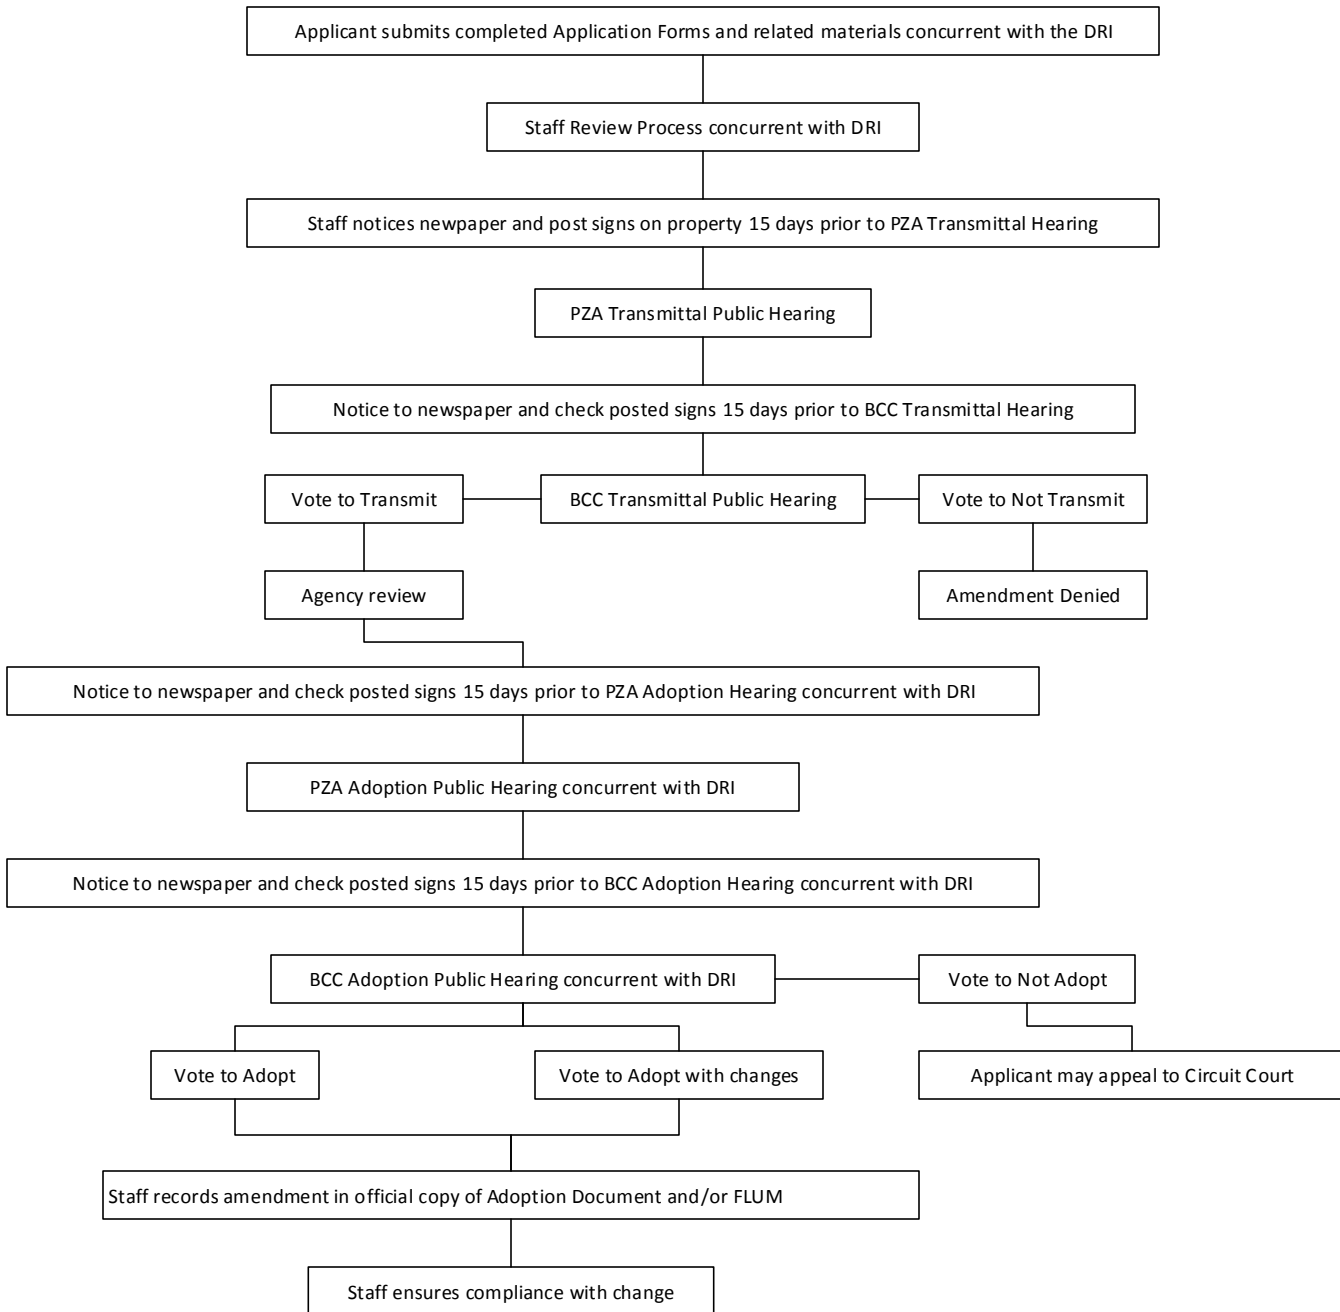 Applicant submits completed Application Forms and related materials concurrent with the DRI
Staff Review Process concurrent with DRI
Staff notices newpaper and post signs on property 15 days prior to PZA Transmittal Hearing
PZA Transmittal Public Hearing
Notice to newspaper and check posted signs 15 days prior to BCC Transmittal Hearing
Vote to Transmit
BCC Transmittal Public Hearing
Vote to Not Transmit
Agency review
Amendment Denied
Notice to newspaper and check posted signs 15 days prior to PZA Adoption Hearing concurrent with DRI
PZA Adoption Public Hearing concurrent with DRI
Notice to newspaper and check posted signs 15 days prior to BCC Adoption Hearing concurrent with DRI
BCC Adoption Public Hearing concurrent with DRI
Vote to Not Adopt
Vote to Adopt
Vote to Adopt with changes
Applicant may appeal to Circuit Court
Staff records amendment in official copy of Adoption Document and/or FLUM
Staff ensures compliance with change